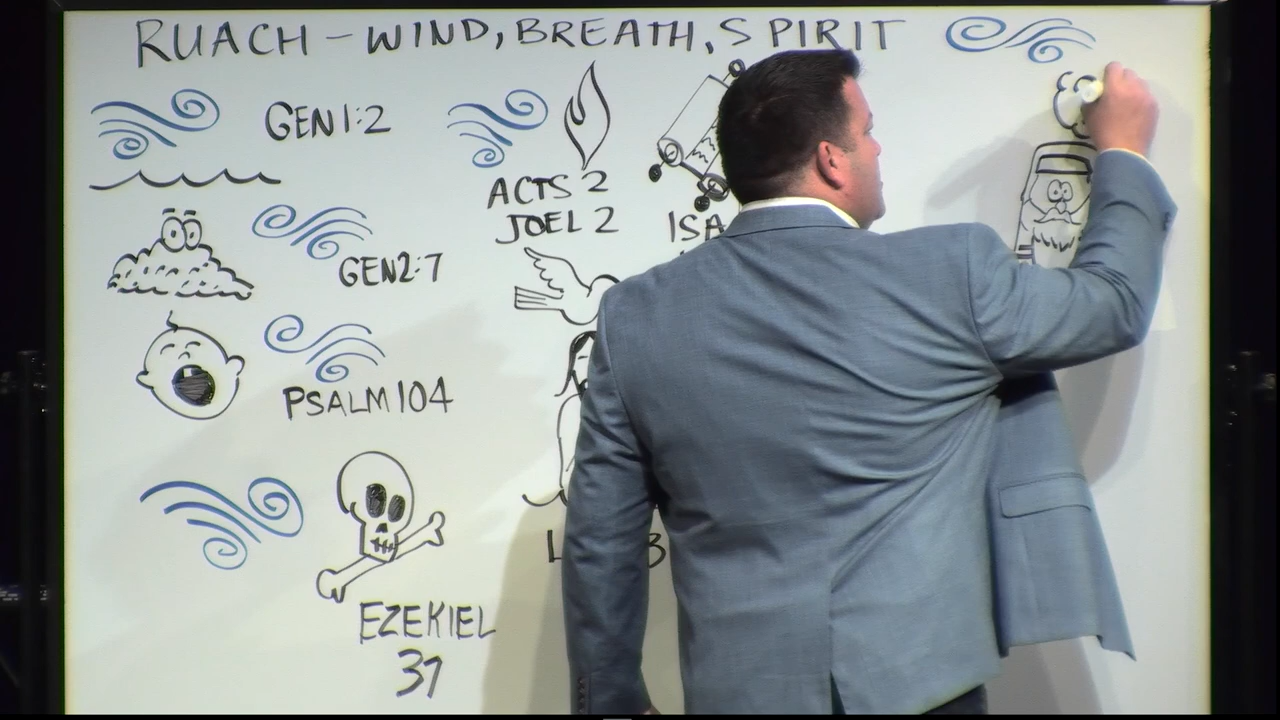 RUACH - WIND, BREATH, SPIRIT
GEN 1:2
GEN 2:7
PSALM 104
EZEKIEL
37
ACTS 2
JOEL 2